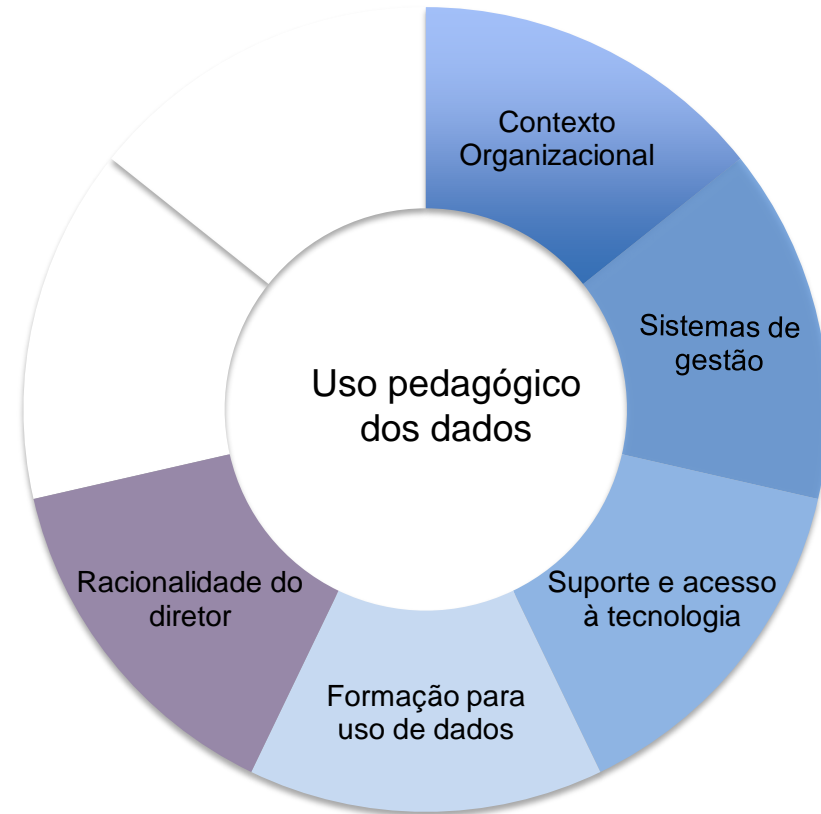 Contexto
Organizacional
Sistemas de
gestão
Uso pedagógico
dos dados
Suporte e acesso
à tecnologia
Racionalidade do
diretor
Formação para
uso de dados